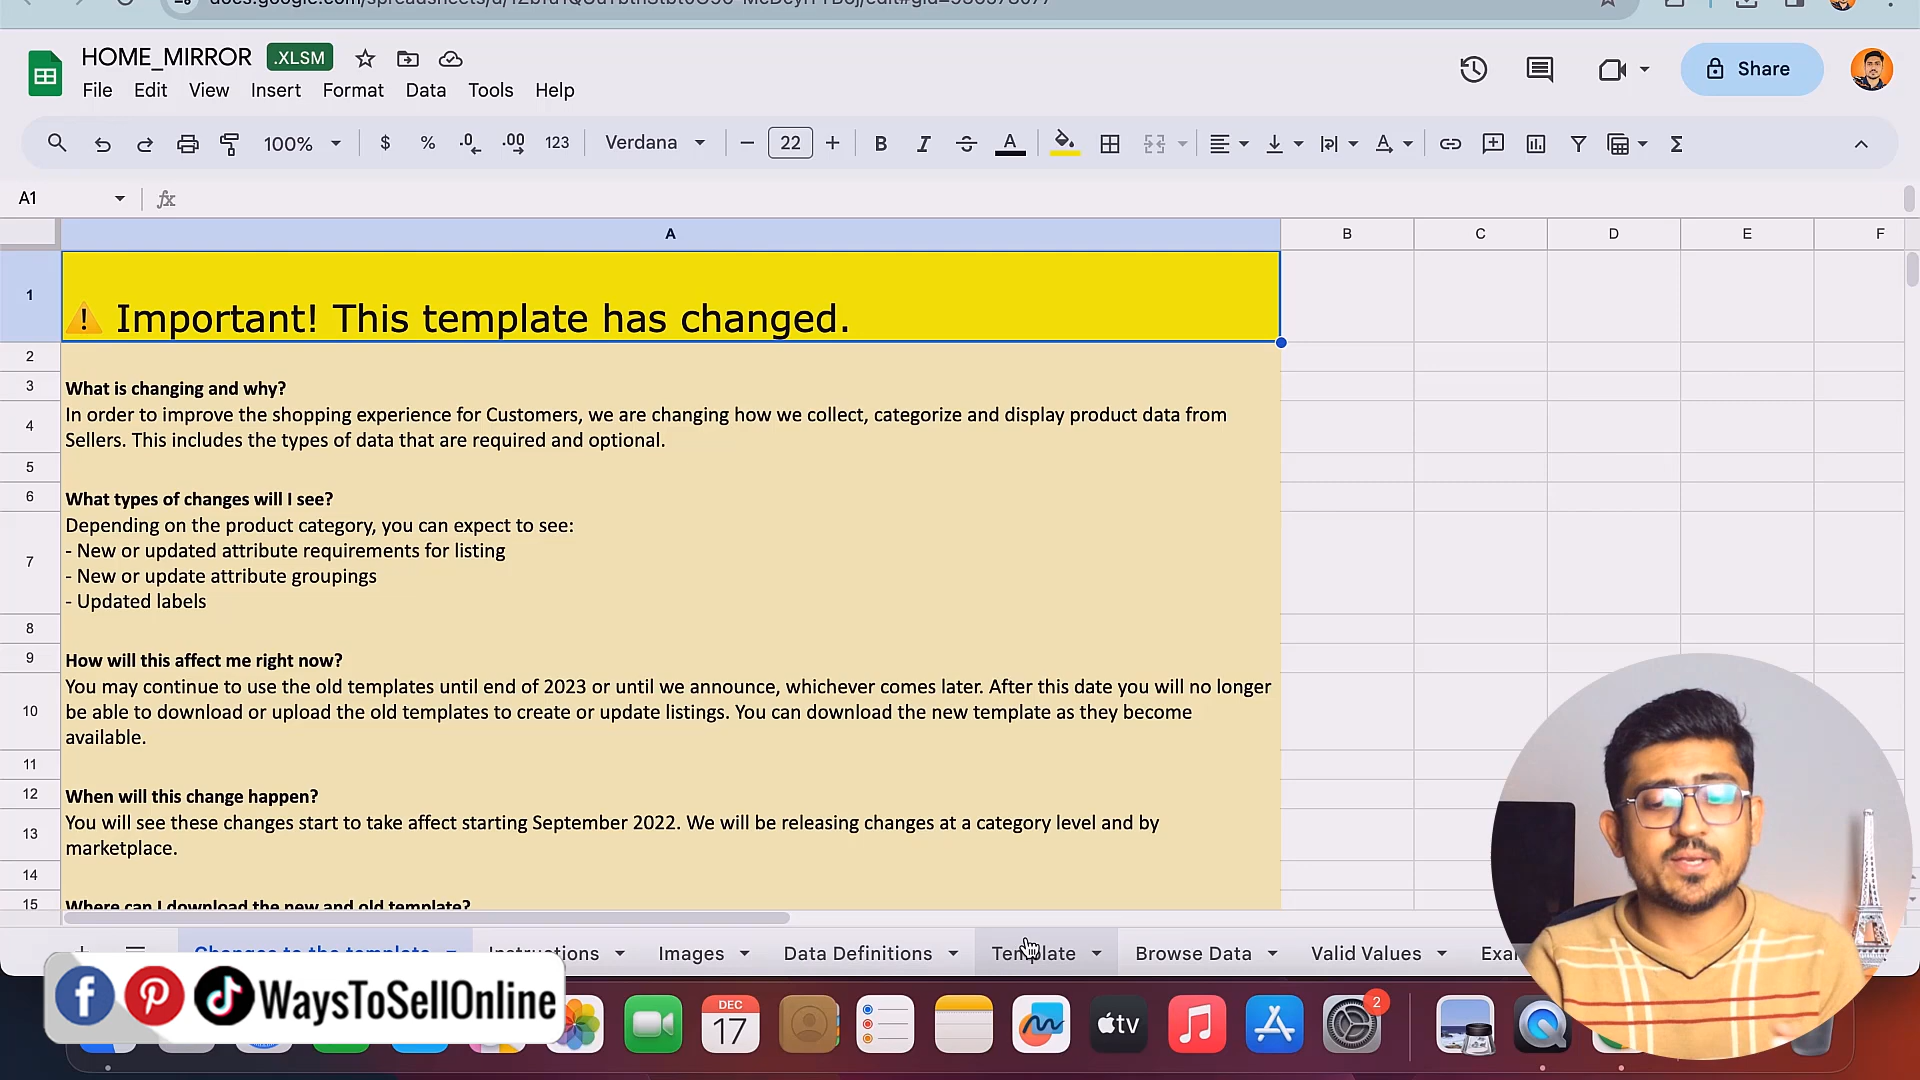 HOME_MIRROR .XLSM
File Edit View Insert Format Data Tools Help
Share
100% $ % .0 .00 123 Verdana 22 B I A Σ
A1 fx
A B C D E F
1 Important! This template has changed.
2
3 What is changing and why?
4 In order to improve the shopping experience for Customers, we are changing how we collect, categorize and display product data from
Sellers. This includes the types of data that are required and optional.
5
6 What types of changes will I see?
Depending on the product category, you can expect to see:
- New or updated attribute requirements for listing
7 - New or update attribute groupings
- Updated labels
8
9 How will this affect me right now?
You may continue to use the old templates until end of 2023 or until we announce, whichever comes later. After this date you will no longer
10 be able to download or upload the old templates to create or update listings. You can download the new template as they become
available.
11
12 When will this change happen?
13 You will see these changes start to take affect starting September 2022. We will be releasing changes at a category level and by
marketplace.
14
15 Where can I download the new and old template?
Changes to the template Instructions Images Data Definitions Template Browse Data Valid Values
WaysToSellOnline
DEC
17
tv
2